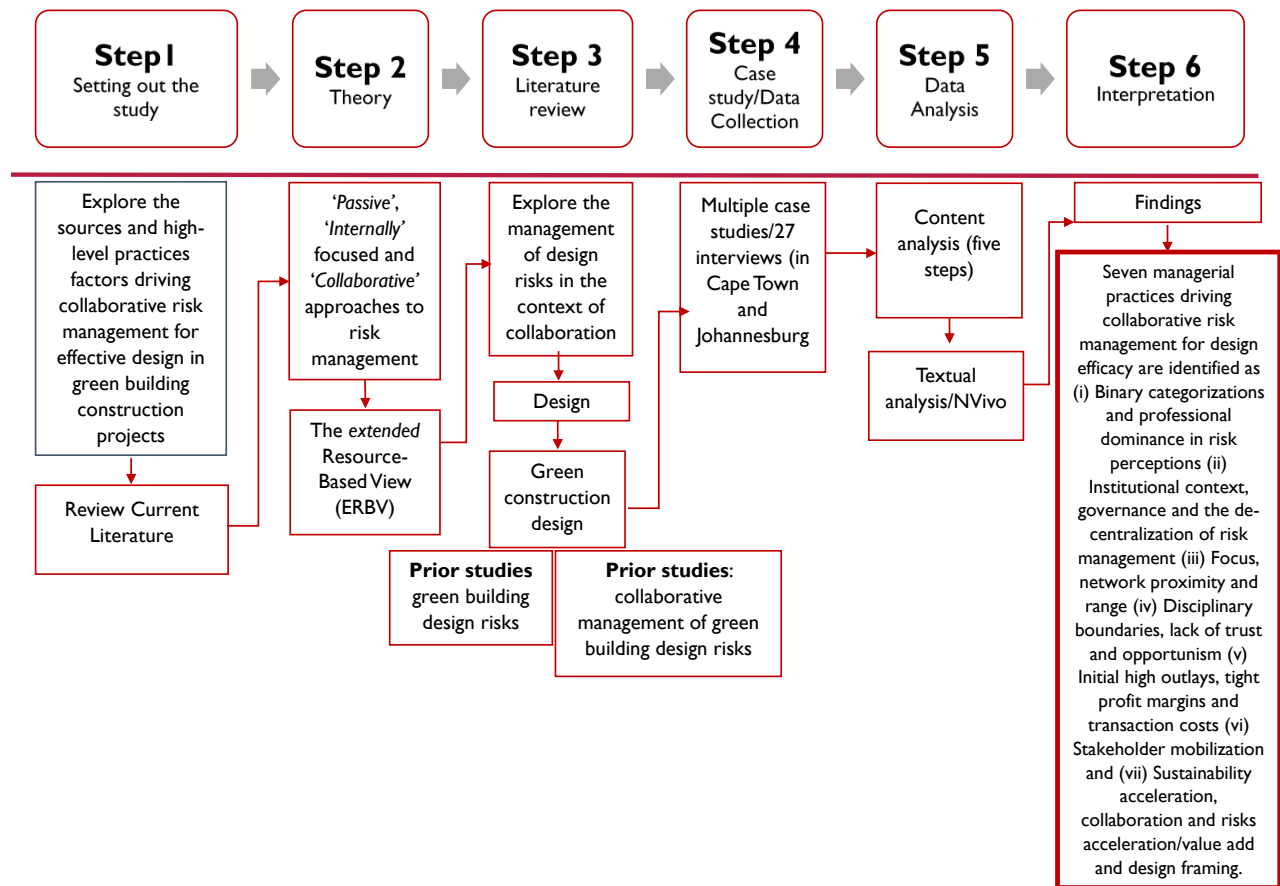 Step1
Setting out the
study
Step 2
Theory
Step 3
Literature
review
Step 4
Case
study/Data
Collection
Step 5
Data
Analysis
Step 6
Interpretation
Explore the
sources and high-
level practices
factors driving
collaborative risk
management for
effective design in
green building
construction
projects
Review Current
Literature
‘Passive’,
‘Internally’
focused and
‘Collaborative’
approaches to
risk
management
The extended
Resource-
Based View
(ERBV)
Explore the
management
of design
risks in the
context of
collaboration
Design
Green
construction
design
Prior studies
green building
design risks
Prior studies:
collaborative
management of green
building design risks
Multiple case
studies/27
interviews (in
Cape Town
and
Johannesburg
Content
analysis (five
steps)
Textual
analysis/NVivo
Findings
Seven managerial
practices driving
collaborative risk
management for design
efficacy are identified as
(i) Binary categorizations
and professional
dominance in risk
perceptions (ii)
Institutional context,
governance and the de-
centralization of risk
management (iii) Focus,
network proximity and
range (iv) Disciplinary
boundaries, lack of trust
and opportunism (v)
Initial high outlays, tight
profit margins and
transaction costs (vi)
Stakeholder mobilization
and (vii) Sustainability
acceleration,
collaboration and risks
acceleration/value add
and design framing.